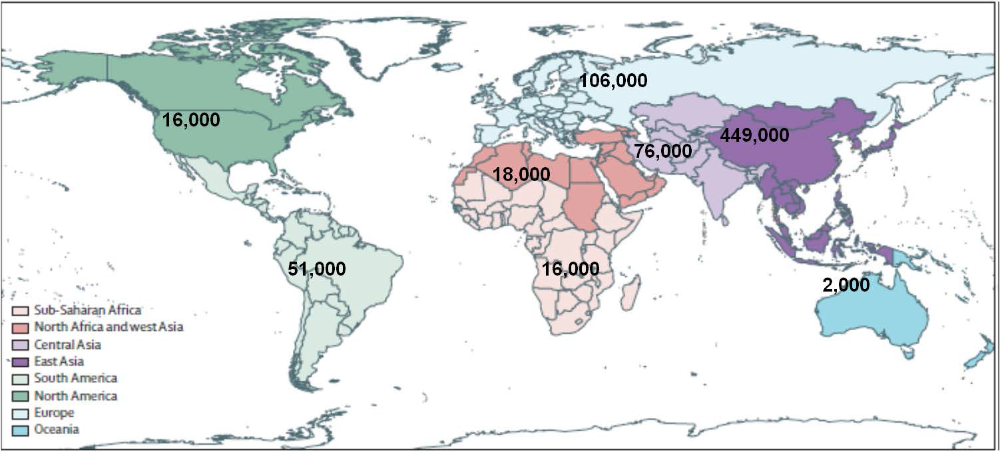 106,000
16,000
449,000
76,000
18,000
51,000
16,000
2,000
Sub-Saharan Africa
North Africa and west Asia
Central Asia
East Asia
South America
North America
Europe
Oceania